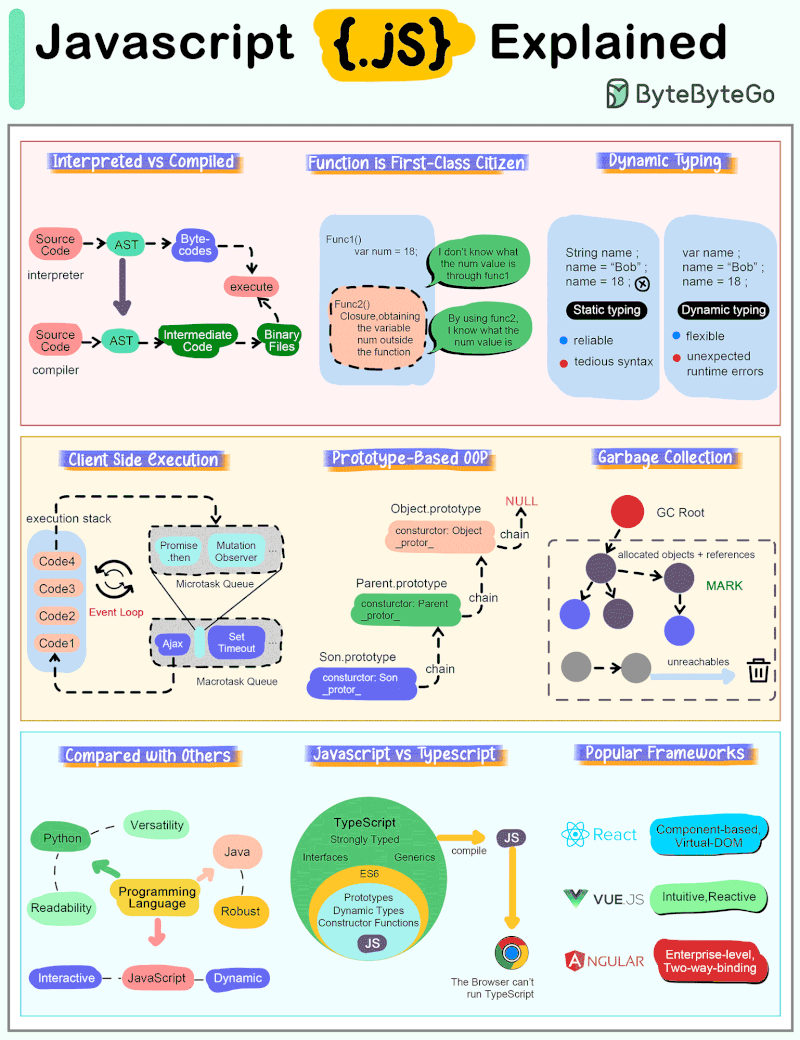 Javascript {.js} Explained
ByteByteGo
Interpreted vs Compiled
Source
Code
AST
Byte-
codes
interpreter
execute
Source
Code
AST
Intermediate
Code
Binary
Files
compiler
Function is First-Class Citizen
Func1()
var num = 18;
I don't know what
the num value is
through func1
Func2()
Closure,obtaining
the variable
num outside
the function
By using func2,
I know what the
num value is
Dynamic Typing
String name ;
name = “Bob” ;
name = 18 ;
Static typing
reliable
tedious syntax
var name ;
name = “Bob” ;
name = 18 ;
Dynamic typing
flexible
unexpected
runtime errors
Client Side Execution
execution stack
Code4
Code3
Code2
Code1
Event Loop
Promise
.then
Mutation
Observer
...
Microtask Queue
Ajax
Set
Timeout
...
Macrotask Queue
Prototype-Based OOP
NULL
Object.prototype
consturctor: Object
_protor_
chain
Parent.prototype
consturctor: Parent
_protor_
chain
Son.prototype
consturctor: Son
_protor_
chain
Garbage Collection
GC Root
allocated objects + references
MARK
unreachables
Compared with Others
Python
Versatility
Readability
Programming
Language
Java
Robust
Interactive
JavaScript
Dynamic
Javascript vs Typescript
TypeScript
Strongly Typed
Interfaces
Generics
ES6
Prototypes
Dynamic Types
Constructor Functions
JS
compile
JS
The Browser can't
run TypeScript
Popular Frameworks
React
Component-based,
Virtual-DOM
VUE.JS
Intuitive,Reactive
ANGULAR
Enterprise-level,
Two-way-binding